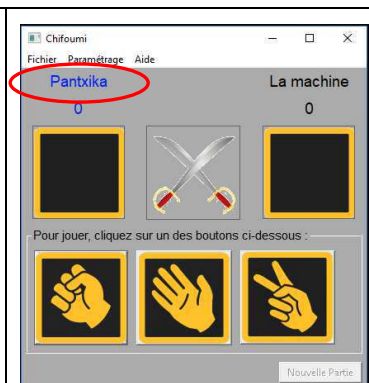 Chifoumi
Fichier Paramétrage Aide
Pantxika La machine
0 0
Pour jouer, cliquez sur un des boutons ci-dessous :
Nouvelle Partie